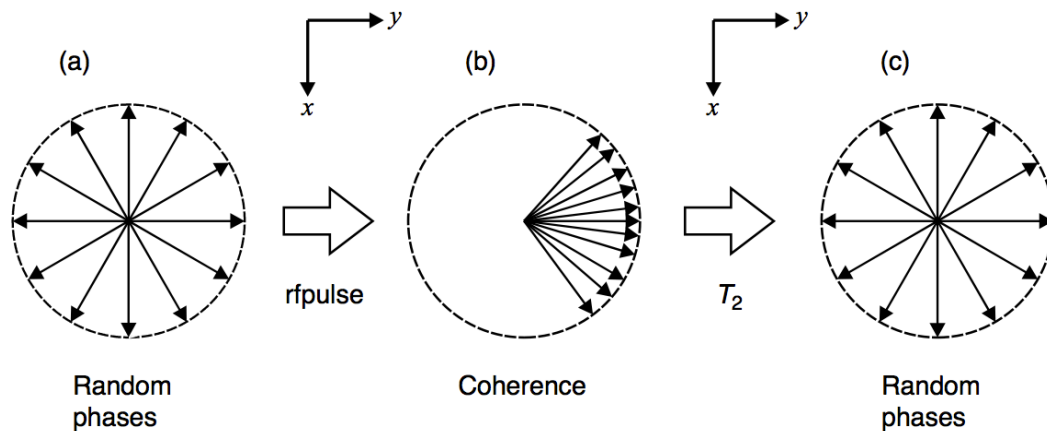 y
y
(a)
(b)
(c)
x
x
rfpulse
T2
Random
phases
Coherence
Random
phases